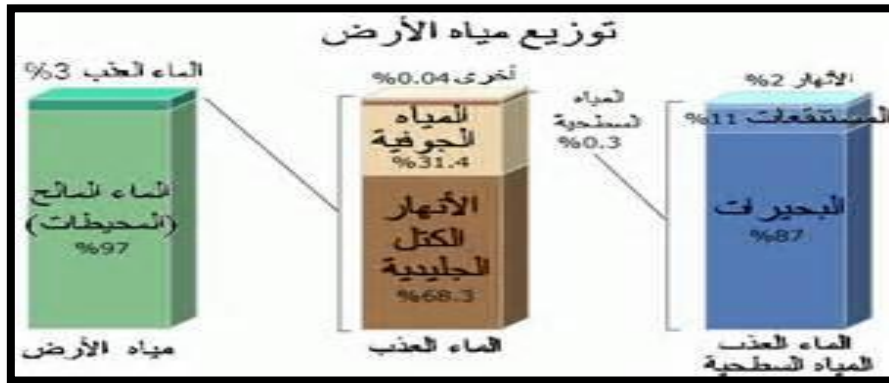 توزيع مياه الأرض
الماء العذب 3%
الماء المالح
(المحيطات)
97%
مياه الأرض
أخرى 0.04%
المياه
الجوفية
31.4%
الأنهار
الكتل
الجليدية
68.3%
الماء العذب
المياه
السطحية
0.3%
الأنهار 2%
المستنقعات 11%
البحيرات
87%
الماء العذب
المياه السطحية